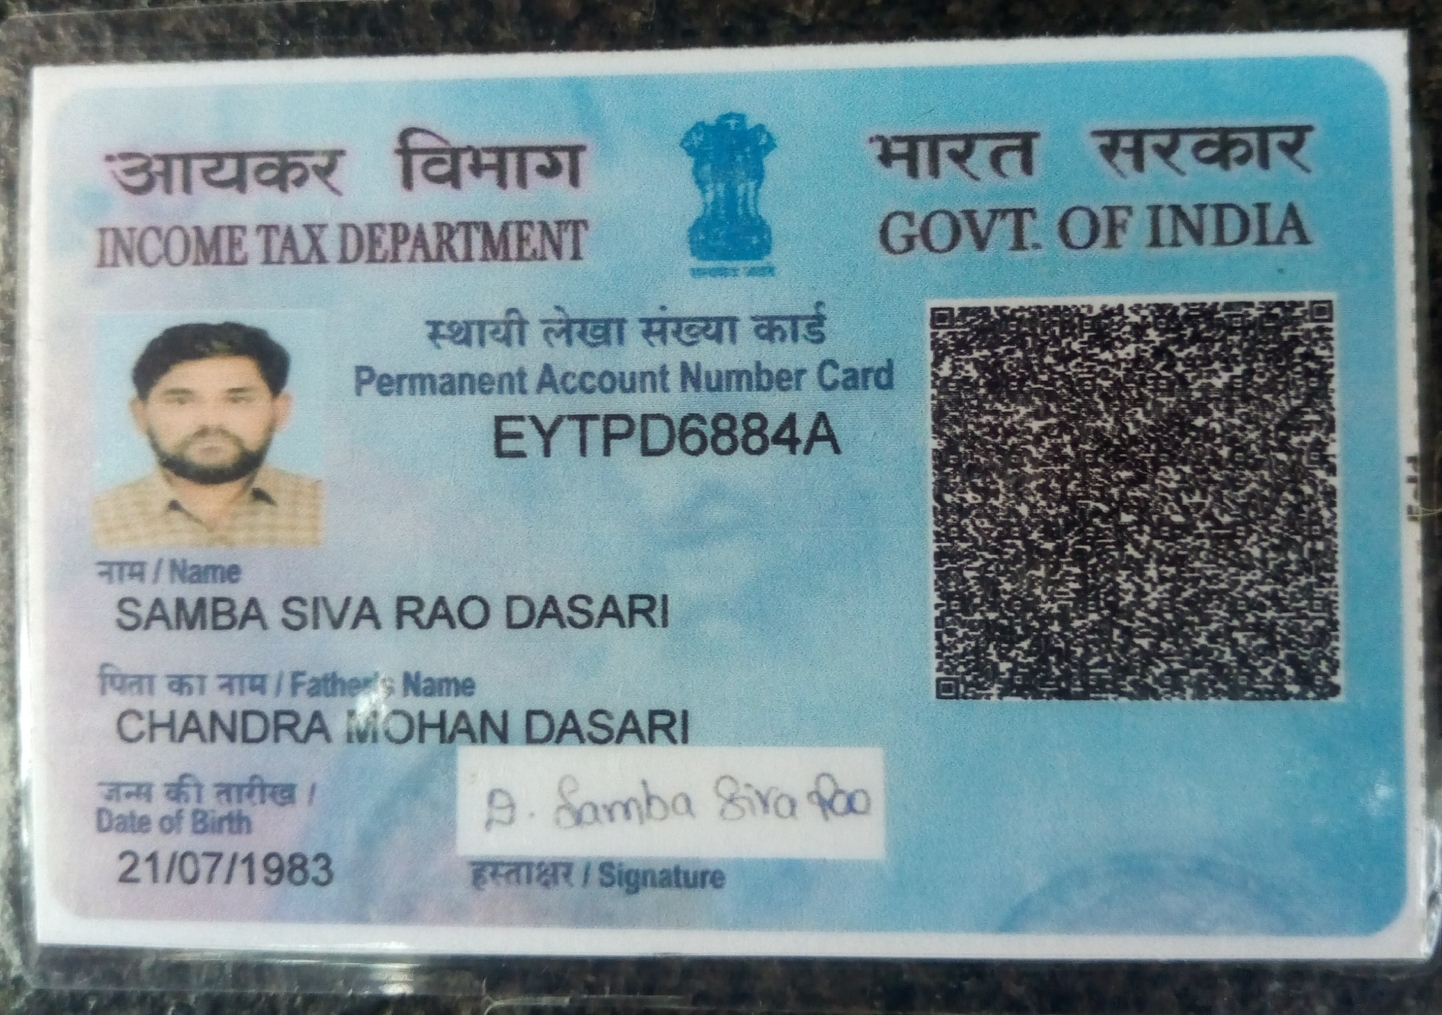 आयकर विभाग
INCOME TAX DEPARTMENT
भारत सरकार
GOVT. OF INDIA
स्थायी लेखा संख्या कार्ड
Permanent Account Number Card
EYTPD6884A
नाम / Name
SAMBA SIVA RAO DASARI
पिता का नाम / Father's Name
CHANDRA MOHAN DASARI
जन्म की तारीख /
Date of Birth
21/07/1983
D. Samba Siva Rao
हस्ताक्षर / Signature